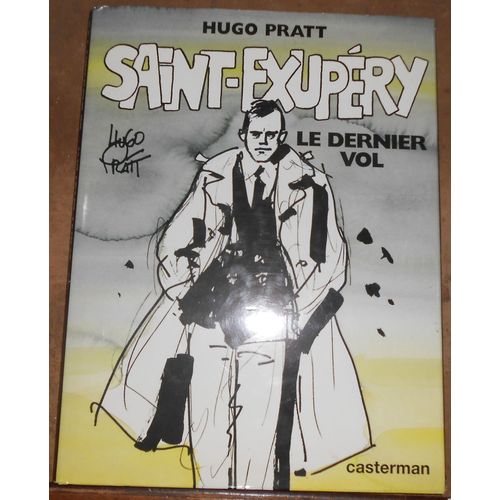 HUGO PRATT
SAiNT-EXUPÉRY
LE DERNIER
VOL
HUGO
PRATT
casterman